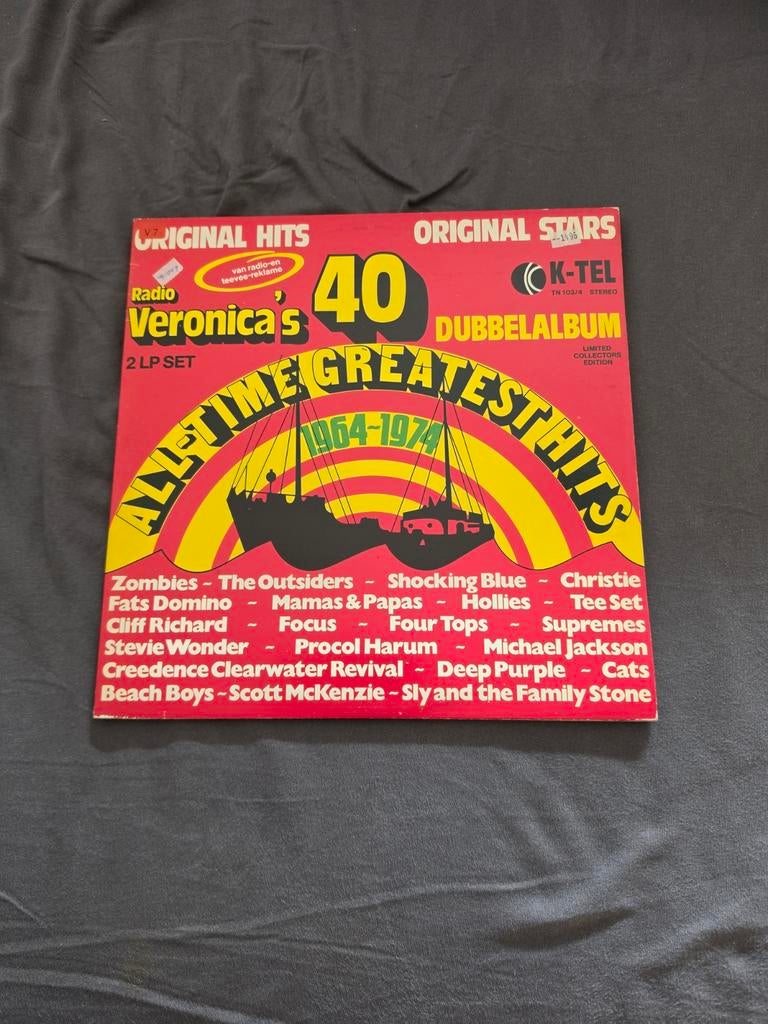 ORIGINAL HITS
ORIGINAL STARS
V 7
van radio-en
teevee-reklame
K-TEL
TN 103/4 STEREO
Radio
Veronica's 40
DUBBELALBUM
2 LP SET
LIMITED
COLLECTORS
EDITION
ALL-TIME GREATEST HITS
1964~1974
Zombies ~ The Outsiders ~ Shocking Blue ~ Christie
Fats Domino ~ Mamas & Papas ~ Hollies ~ Tee Set
Cliff Richard ~ Focus ~ Four Tops ~ Supremes
Stevie Wonder ~ Procol Harum ~ Michael Jackson
Creedence Clearwater Revival ~ Deep Purple ~ Cats
Beach Boys ~ Scott McKenzie ~ Sly and the Family Stone